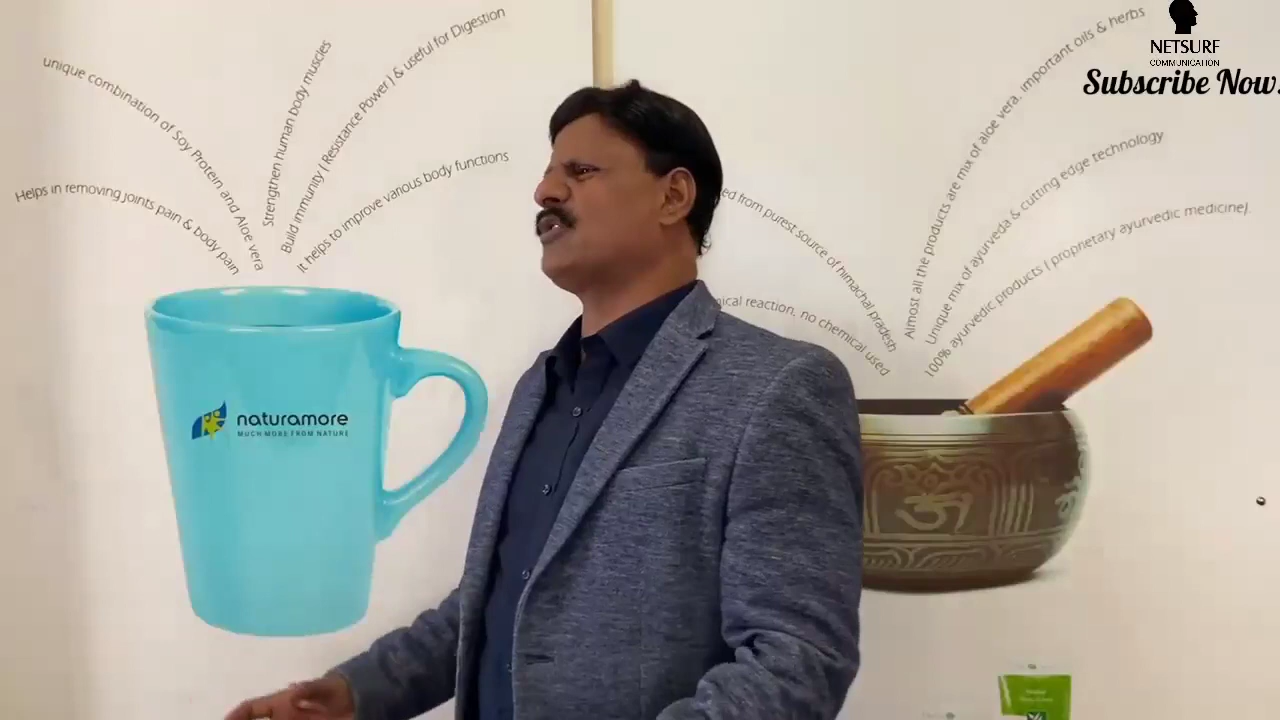 unique combination of Soy Protein and Aloe vera
Helps in removing joints pain & body pain
Strengthen human body muscles
Build immunity ( Resistance Power ) & useful for Digestion
It helps to improve various body functions
naturamore
MUCH MORE FROM NATURE
NETSURF
COMMUNICATION
Subscribe Now
from purest source of himachal pradesh
reaction, no chemical used
Almost all the products are mix of aloe vera, important oils & herbs
Unique mix of ayurveda & cutting edge technology
100% ayurvedic products ( proprietary ayurvedic medicine).